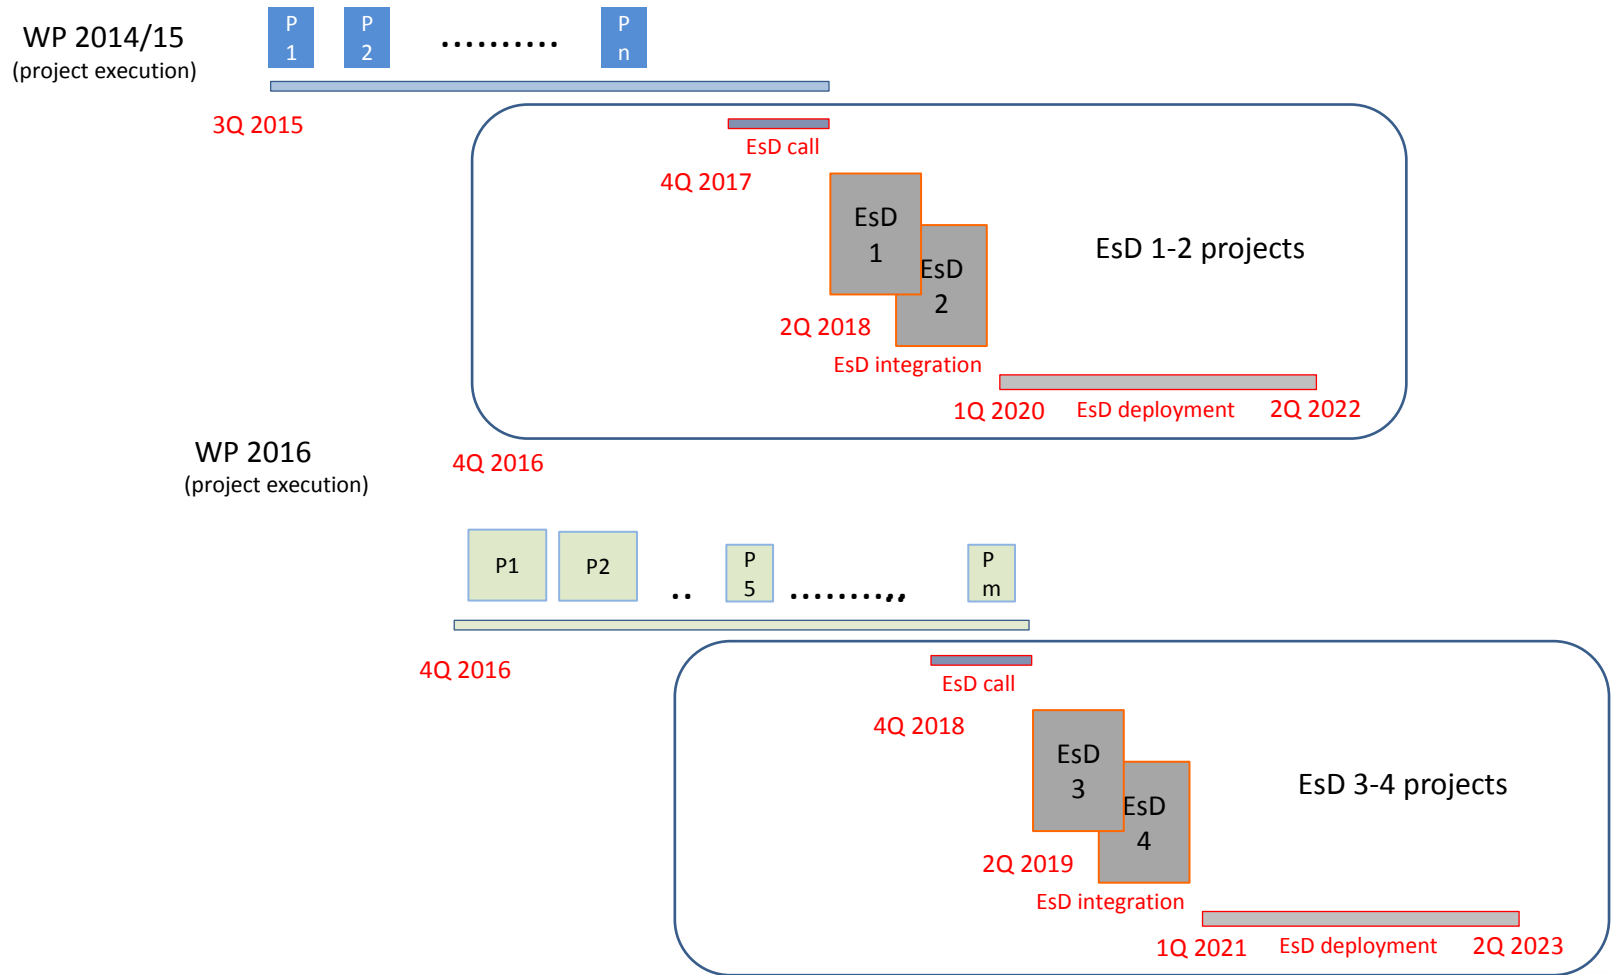 WP 2014/15
(project execution)
P
1
P
2
..........
P
n
3Q 2015
EsD call
4Q 2017
EsD
1
EsD
2
EsD 1-2 projects
2Q 2018
EsD integration
1Q 2020
EsD deployment
2Q 2022
WP 2016
(project execution)
4Q 2016
P1
P2
..
P
5
..........
P
m
4Q 2016
EsD call
4Q 2018
EsD
3
EsD
4
EsD 3-4 projects
2Q 2019
EsD integration
1Q 2021
EsD deployment
2Q 2023